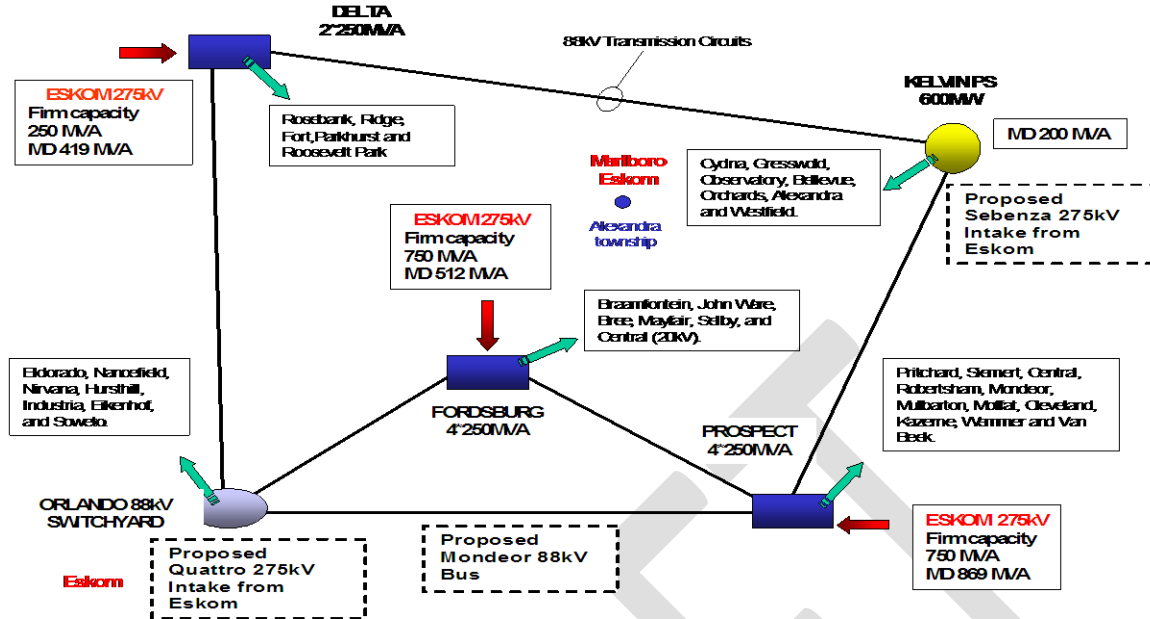 DELTA
2*250MVA
88kV Transmission Circuits
KELVIN PS
600MW
ESKOM 275kV
Firm capacity
250 MVA
MD 419 MVA
Rosebank, Ridge,
Fort,Parkhurst and
Roosevelt Park
MD 200 MVA
Marlboro
Eskom
Alexandra
township
Cydna, Gresswold,
Observatory, Bellevue,
Orchards, Alexandra
and Westfield.
Proposed
Sebenza 275kV
Intake from
Eskom
ESKOM 275kV
Firm capacity
750 MVA
MD 512 MVA
Braamfontein, John Ware,
Bree, Mayfair, Selby, and
Central (20kV).
Eldorado, Nancefield,
Nirvana, Hursthill,
Industria, Eikenhof,
and Soweto.
FORDSBURG
4*250MVA
PROSPECT
4*250MVA
Pritchard, Siemert, Central,
Robertsham, Mondeor,
Mulbarton, Moffat, Cleveland,
Kazerne, Wemmer and Van
Beek.
ORLANDO 88kV
SWITCHYARD
Eskom
Proposed
Quattro 275kV
Intake from
Eskom
Proposed
Mondeor 88kV
Bus
ESKOM 275kV
Firm capacity
750 MVA
MD 869 MVA